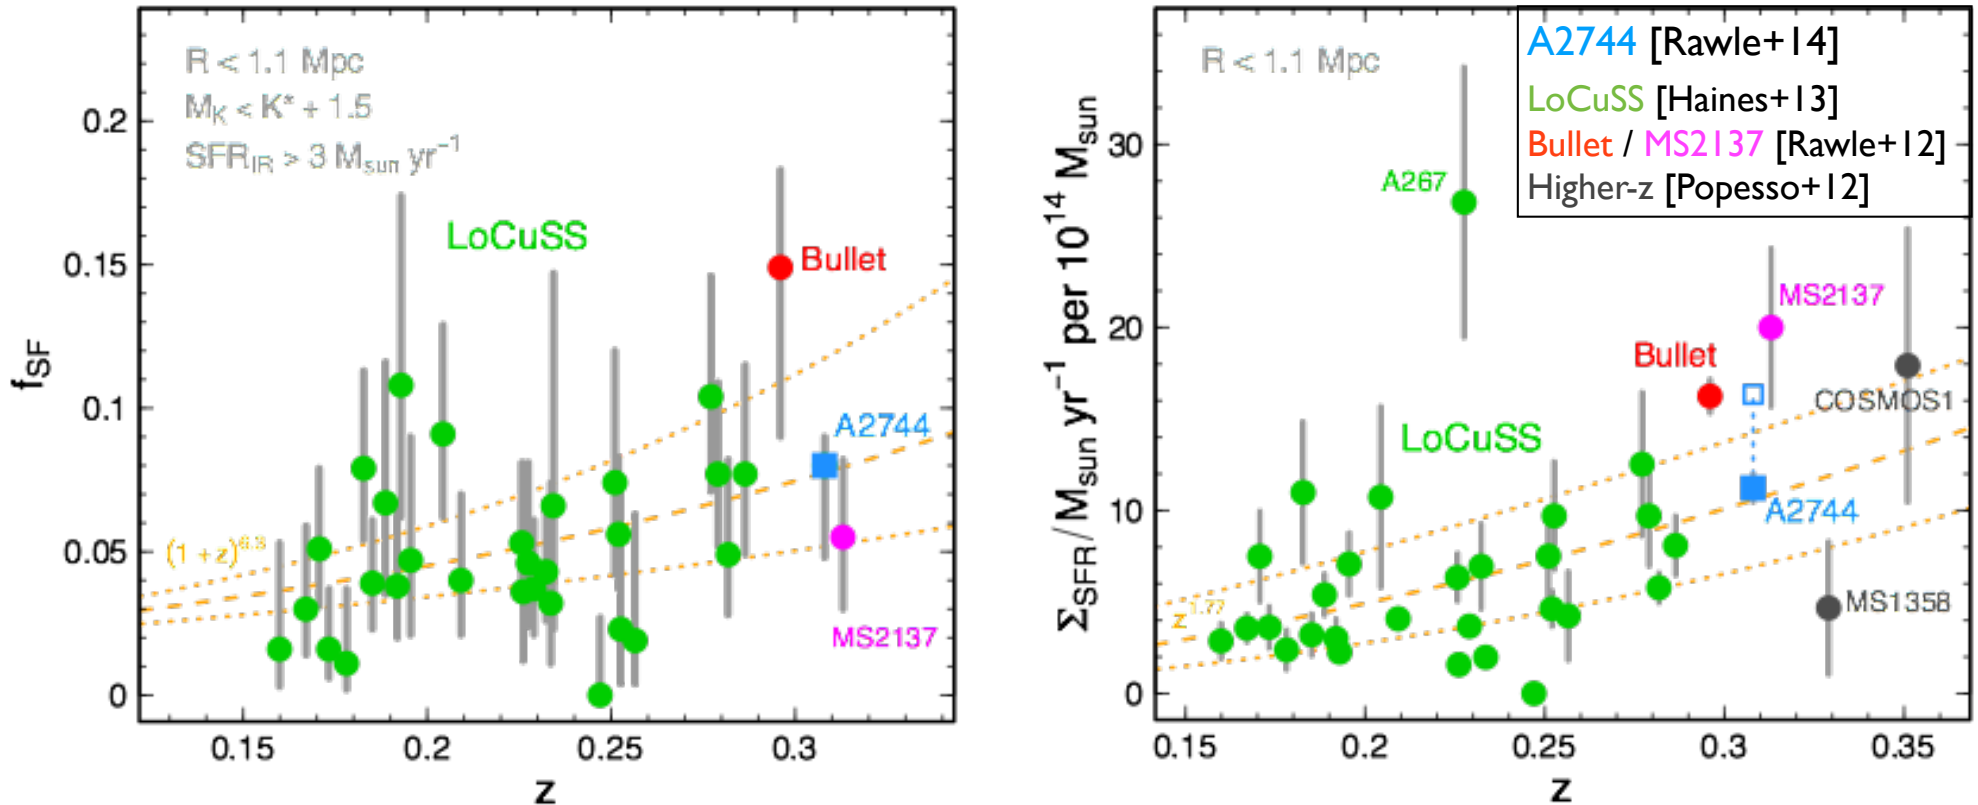 R < 1.1 Mpc
M_K < K* + 1.5
SFR_IR > 3 M_sun yr⁻¹
LoCuSS
Bullet
A2744
MS2137
(1 +z)^6.3
0.2
0.15
0.1
0.05
0
f_SF
0.15 0.2 0.25 0.3
z
R < 1.1 Mpc
A2744 [Rawle+14]
LoCuSS [Haines+13]
Bullet / MS2137 [Rawle+12]
Higher-z [Popesso+12]
A267
MS2137
Bullet
COSMOS1
LoCuSS
A2744
MS1358
z^1.77
30
20
10
0
Σ_SFR/M_sun yr⁻¹ per 10¹⁴ M_sun
0.15 0.2 0.25 0.3 0.35
z